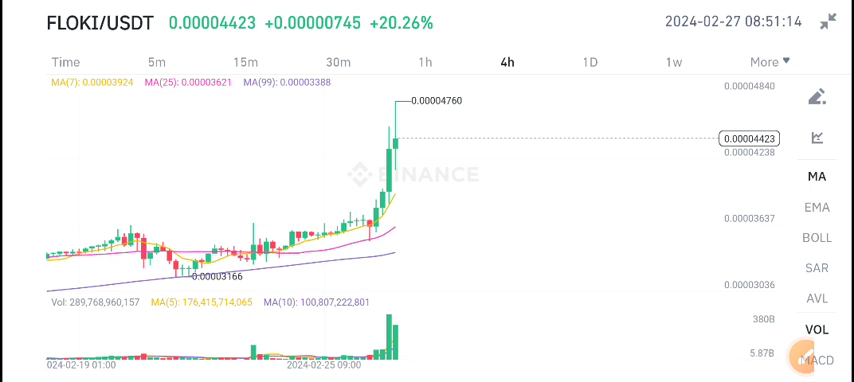 FLOKI/USDT 0.00004423 +0.00000745 +20.26% 2024-02-27 08:51:14
Time 5m 15m 30m 1h 4h 1D 1w More
MA(7): 0.00003924 MA(25): 0.00003621 MA(99): 0.00003388
0.00004840
0.00004760
0.00004423
0.00004238
BINANCE
0.00003637
0.00003166
0.00003036
Vol: 289,768,960,157 MA(5): 176,415,714,065 MA(10): 100,807,222,801
380B
5.87B
024-02-19 01:00 2024-02-25 09:00
MA
EMA
BOLL
SAR
AVL
VOL
MACD